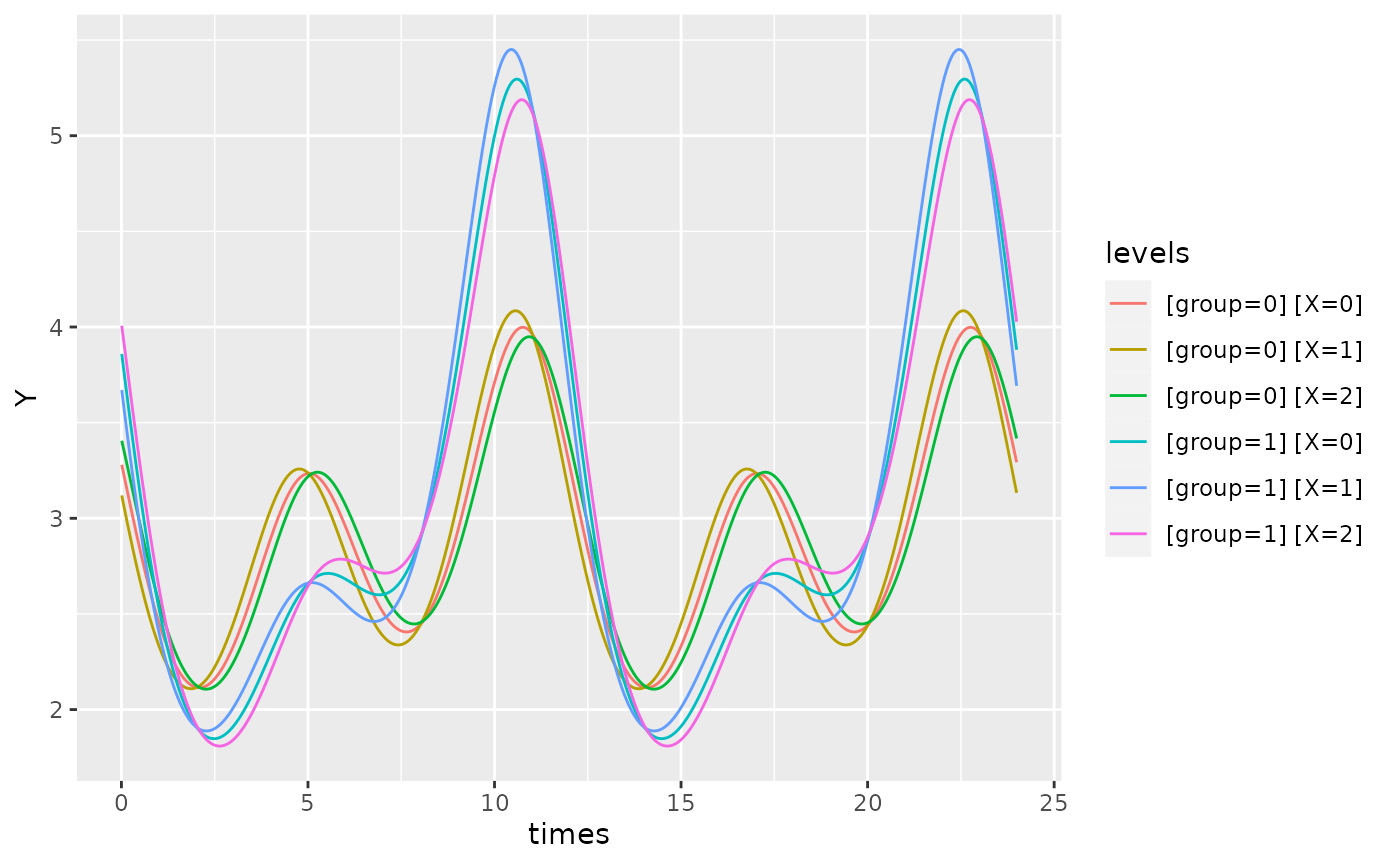 Y
5
4
3
2
0 5 10 15 20 25
times
levels
[group=0] [X=0]
[group=0] [X=1]
[group=0] [X=2]
[group=1] [X=0]
[group=1] [X=1]
[group=1] [X=2]